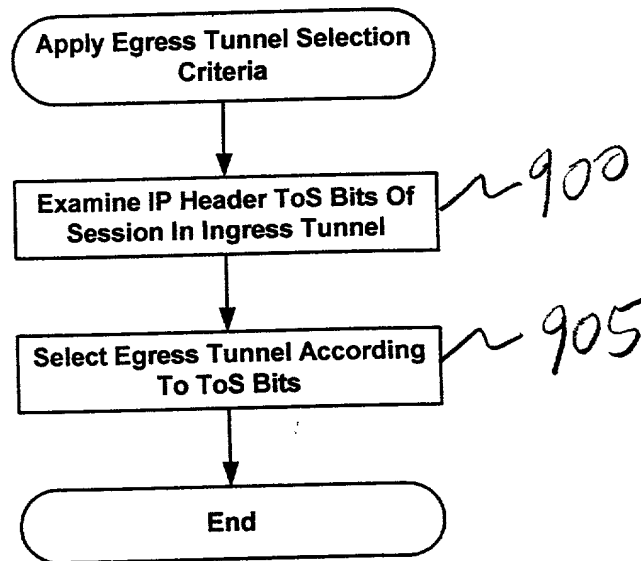 Apply Egress Tunnel Selection
Criteria
Examine IP Header ToS Bits Of
Session In Ingress Tunnel
900
Select Egress Tunnel According
To ToS Bits
905
End